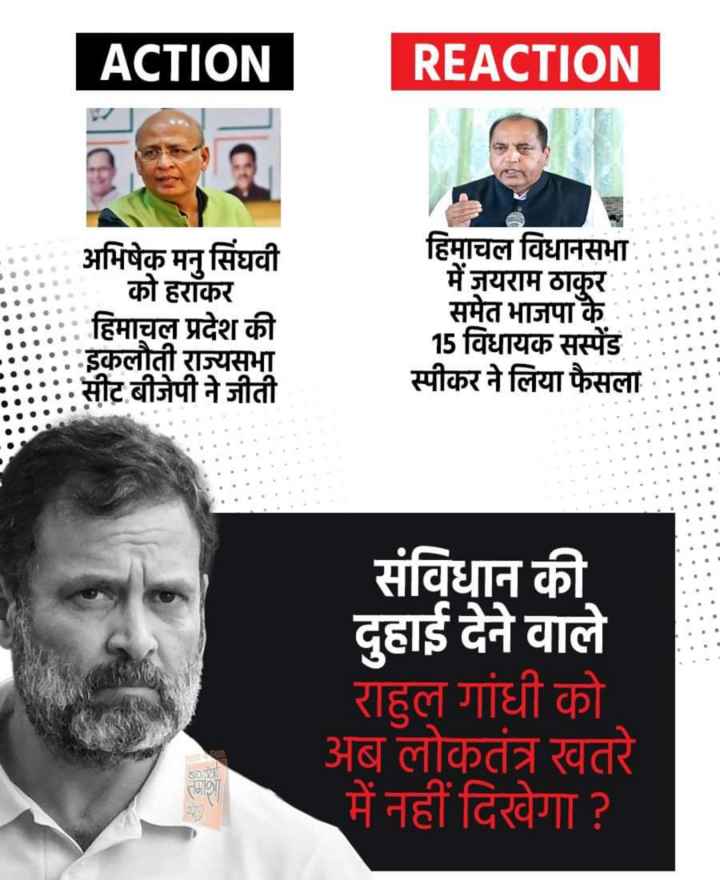 ACTION
अभिषेक मनु सिंघवी
को हराकर
हिमाचल प्रदेश की
इकलौती राज्यसभा
सीट बीजेपी ने जीती
REACTION
हिमाचल विधानसभा
में जयराम ठाकुर
समेत भाजपा के
15 विधायक सस्पेंड
स्पीकर ने लिया फैसला
संविधान की
दुहाई देने वाले
राहुल गांधी को
अब लोकतंत्र खतरे
में नहीं दिखेगा ?
तमाशा